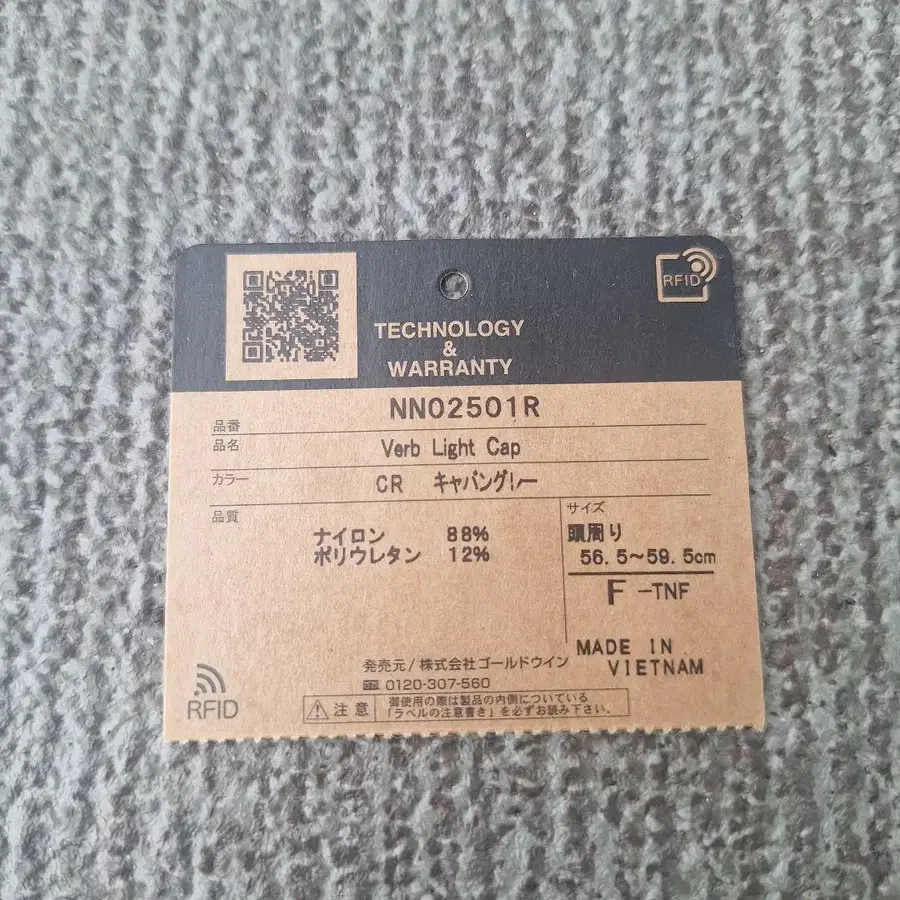 RFID
TECHNOLOGY
&
WARRANTY
品番 NN02501R
品名 Verb Light Cap
カラー CR キャパングレー
品質
ナイロン 88%
ポリウレタン 12%
サイズ
頭周り
56.5～59.5cm
F -TNF
MADE IN
VIETNAM
発売元/株式会社ゴールドウイン
0120-307-560
RFID
注意
御使用の際は製品の内側についている
「ラベルの注意書き」を必ずお読み下さい。